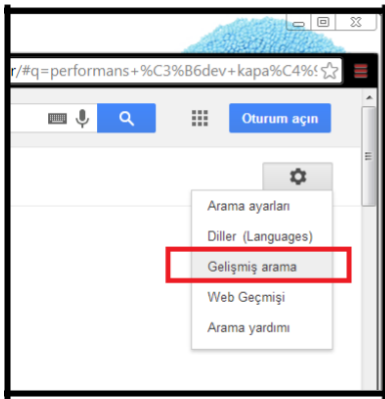 r/#q=performans+%C3%B6dev+kapa%C4%9
Oturum açın
Arama ayarları
Diller (Languages)
Gelişmiş arama
Web Geçmişi
Arama yardımı